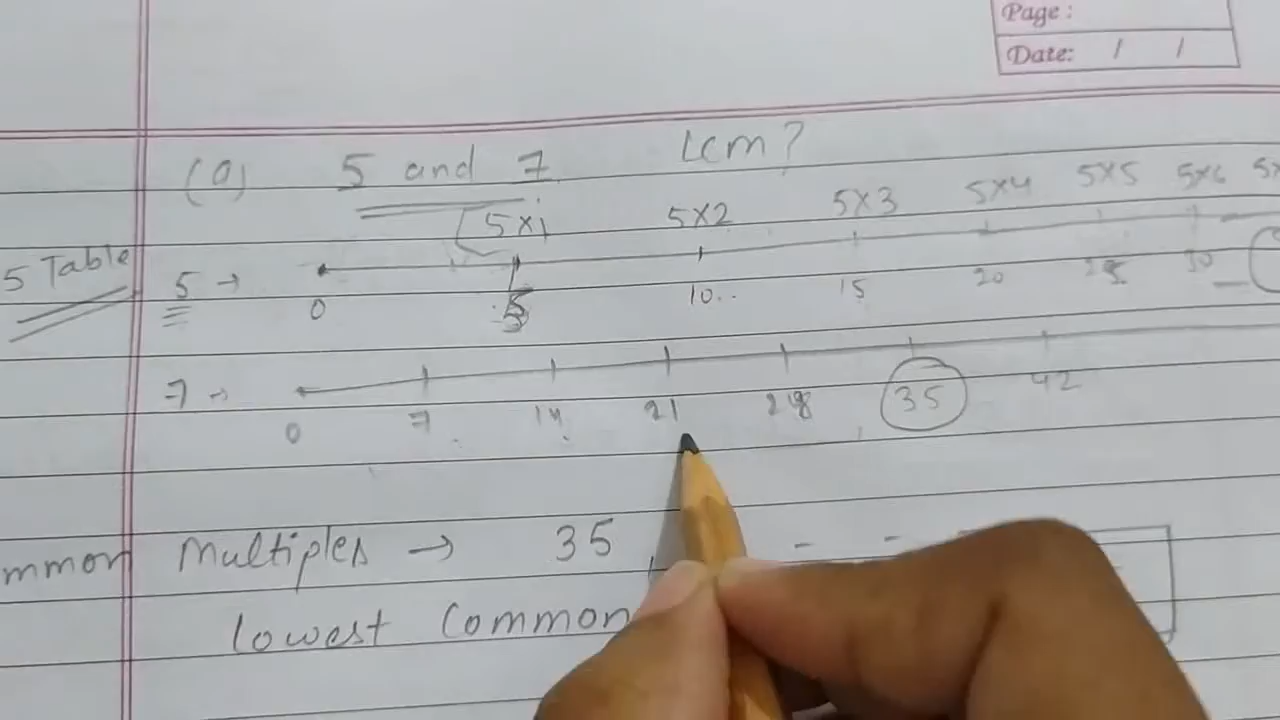 Page :
Date: / /
(a) 5 and 7 LCM?
5×1 5×2 5×3 5×4 5×5 5×6 5×
5 Table
5 →
0 5 10.. 15 20 25 30
7 →
0 7 14 21 28 35 42
mmon Multiples → 35 , - -
lowest Common